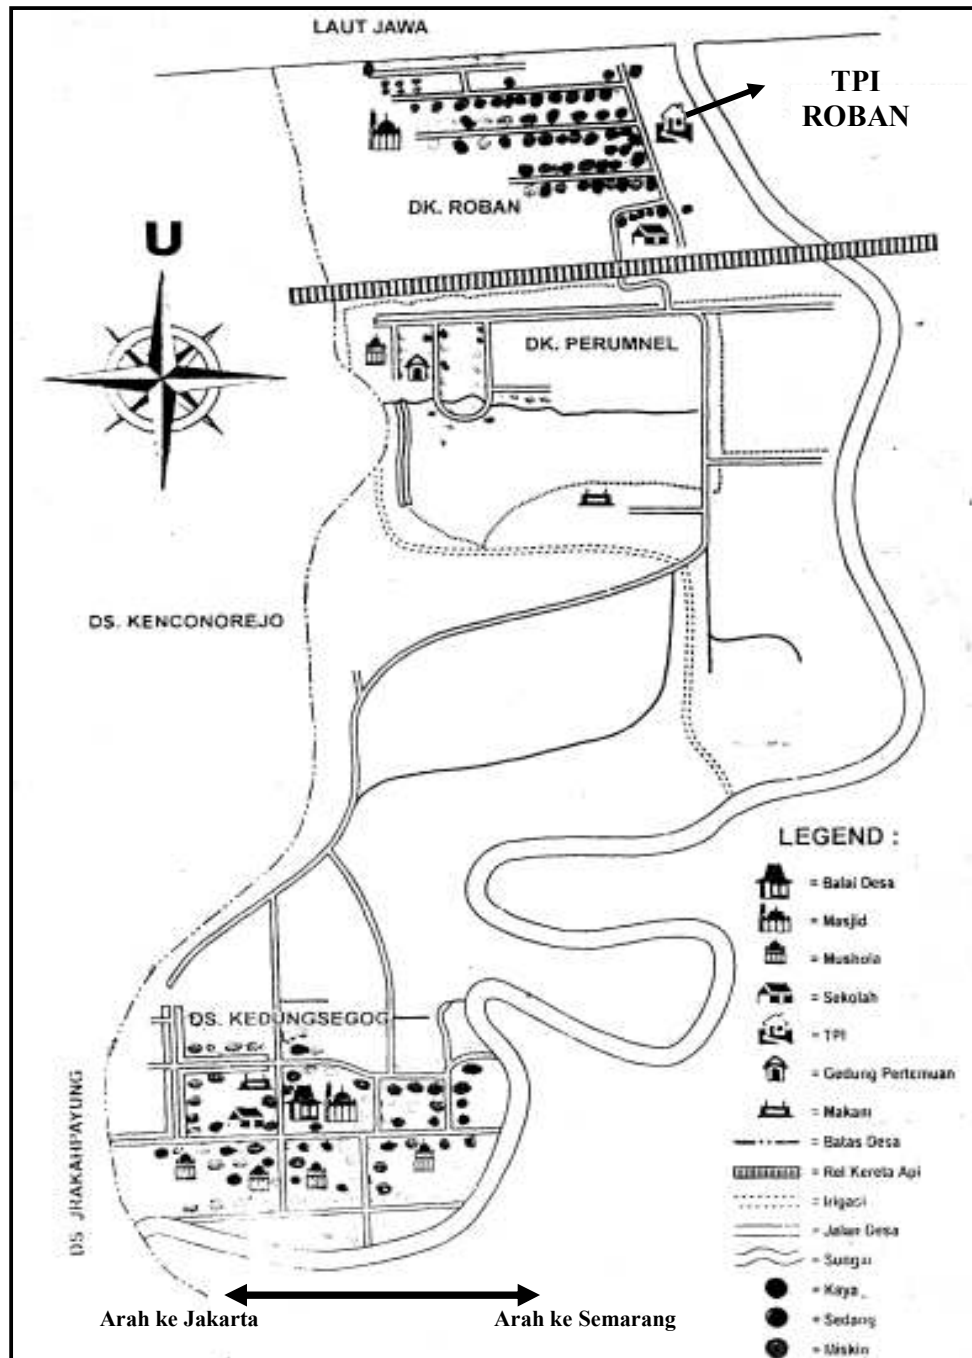 LAUT JAWA
TPI
ROBAN
DK. ROBAN
U
DK. PERUMNEL
DS. KENCONOREJO
LEGEND :
= Balai Desa
= Masjid
= Mushola
= Sekolah
= TPI
= Gedung Pertemuan
= Makam
= Batas Desa
= Rel Kereta Api
= Irigasi
= Jalan Desa
= Sungai
= Kaya
= Sedang
= Miskin
DS. KEDUNGSEGOG
DS JRAKAHPAYUNG
Arah ke Jakarta
Arah ke Semarang